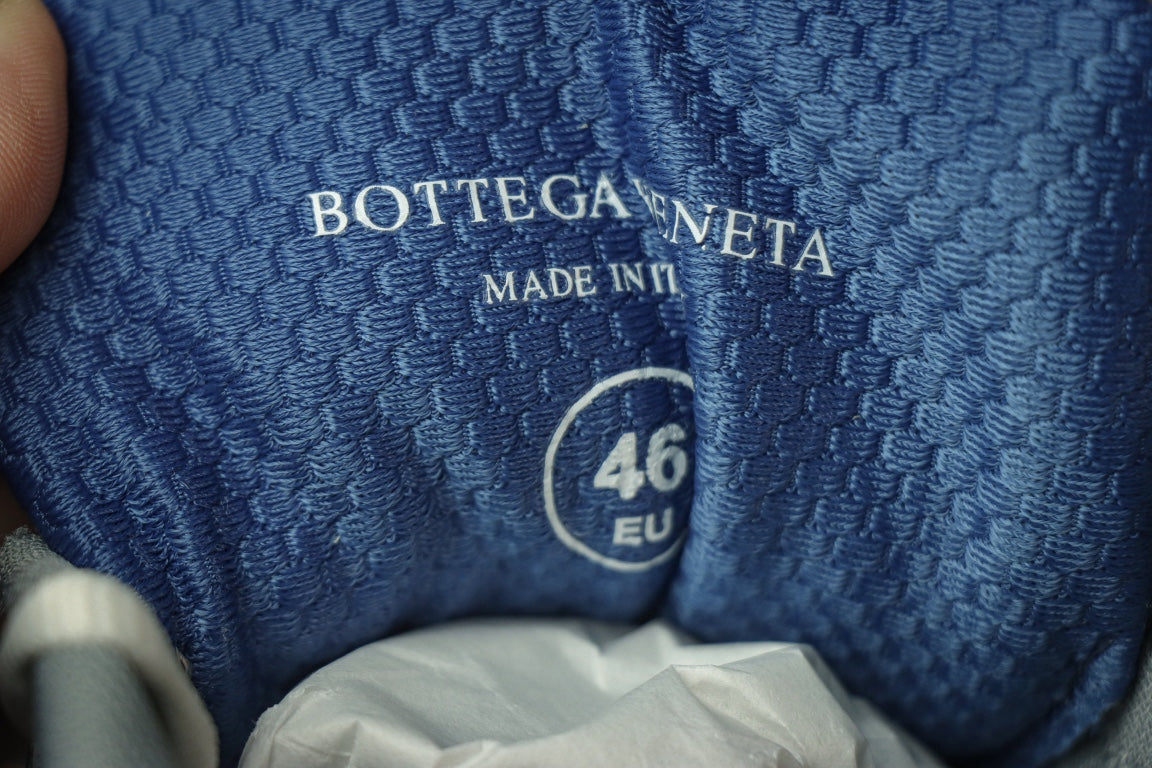 BOTTEGA VENETA
MADE IN IT
46
EU